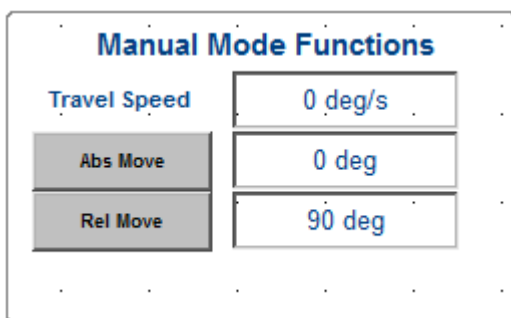 Manual Mode Functions
Travel Speed 0 deg/s
Abs Move 0 deg
Rel Move 90 deg